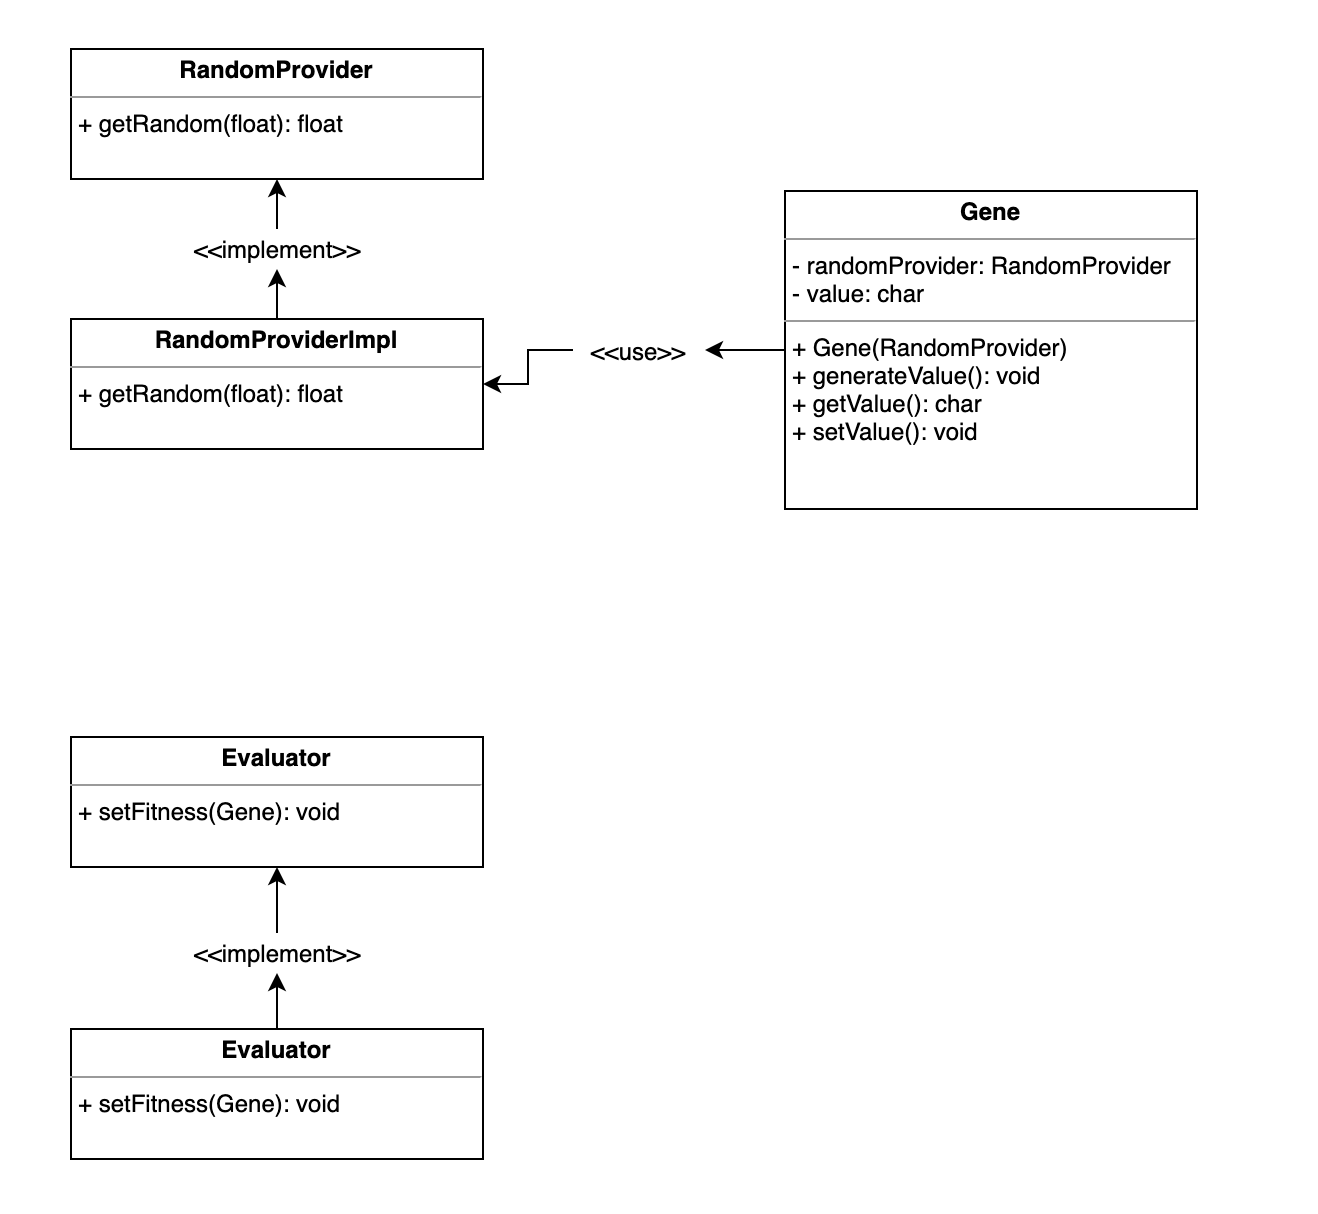 RandomProvider
+ getRandom(float): float
<<implement>>
RandomProviderImpl
+ getRandom(float): float
<<use>>
Gene
- randomProvider: RandomProvider
- value: char
+ Gene(RandomProvider)
+ generateValue(): void
+ getValue(): char
+ setValue(): void
Evaluator
+ setFitness(Gene): void
<<implement>>
Evaluator
+ setFitness(Gene): void